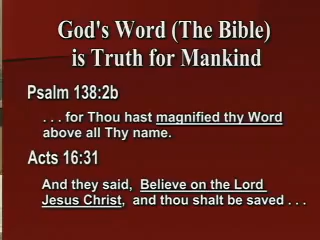 God's Word (The Bible)
is Truth for Mankind
Psalm 138:2b
. . . for Thou hast magnified thy Word
above all Thy name.
Acts 16:31
And they said, Believe on the Lord
Jesus Christ, and thou shalt be saved . . .